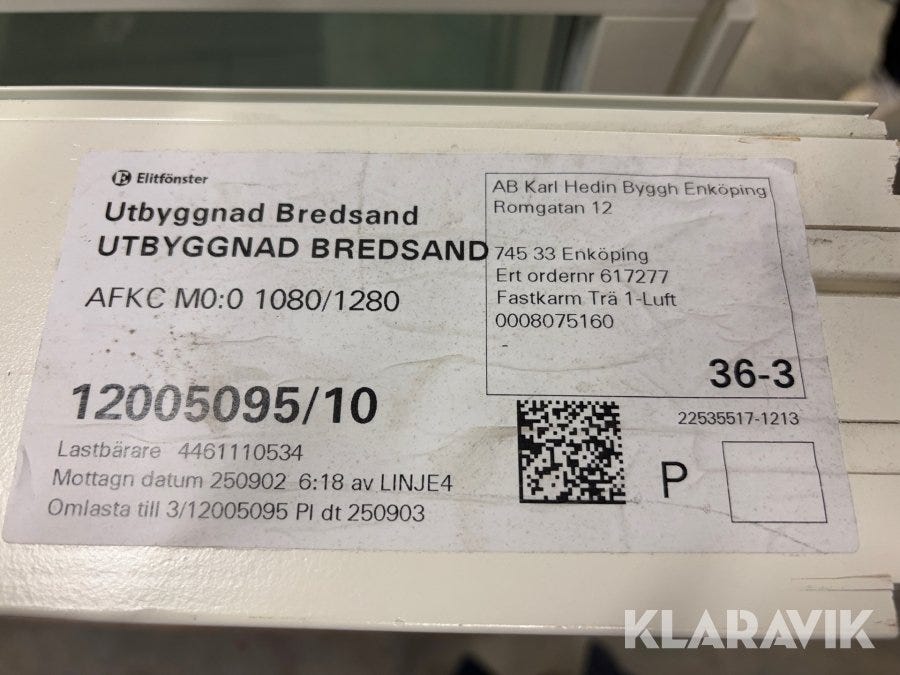 E Elitfönster
Utbyggnad Bredsand
UTBYGGNAD BREDSAND
AFKC M0:0 1080/1280
12005095/10
Lastbärare 4461110534
Mottagn datum 250902 6:18 av LINJE4
Omlasta till 3/12005095 Pl dt 250903
AB Karl Hedin Byggh Enköping
Romgatan 12
745 33 Enköping
Ert ordernr 617277
Fastkarm Trä 1-Luft
0008075160
36-3
22535517-1213
P
KLARAVIK